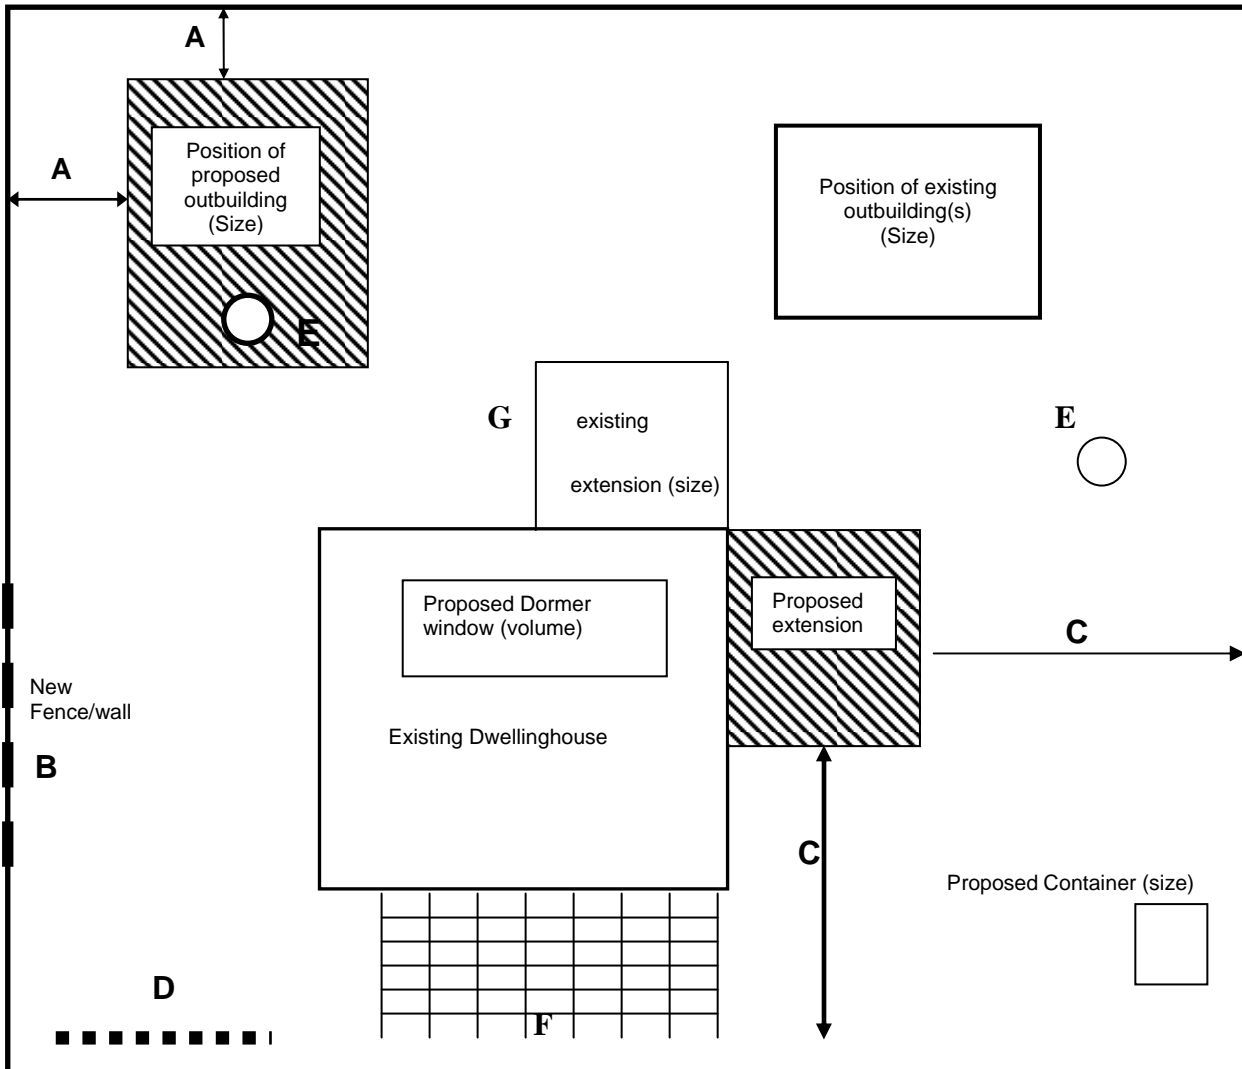 A
A
Position of
proposed
outbuilding
(Size)
Position of existing
outbuilding(s)
(Size)
E
G
existing
E
extension (size)
Proposed Dormer
window (volume)
Proposed
extension
C
New
Fence/wall
Existing Dwellinghouse
B
C
Proposed Container (size)
D
F